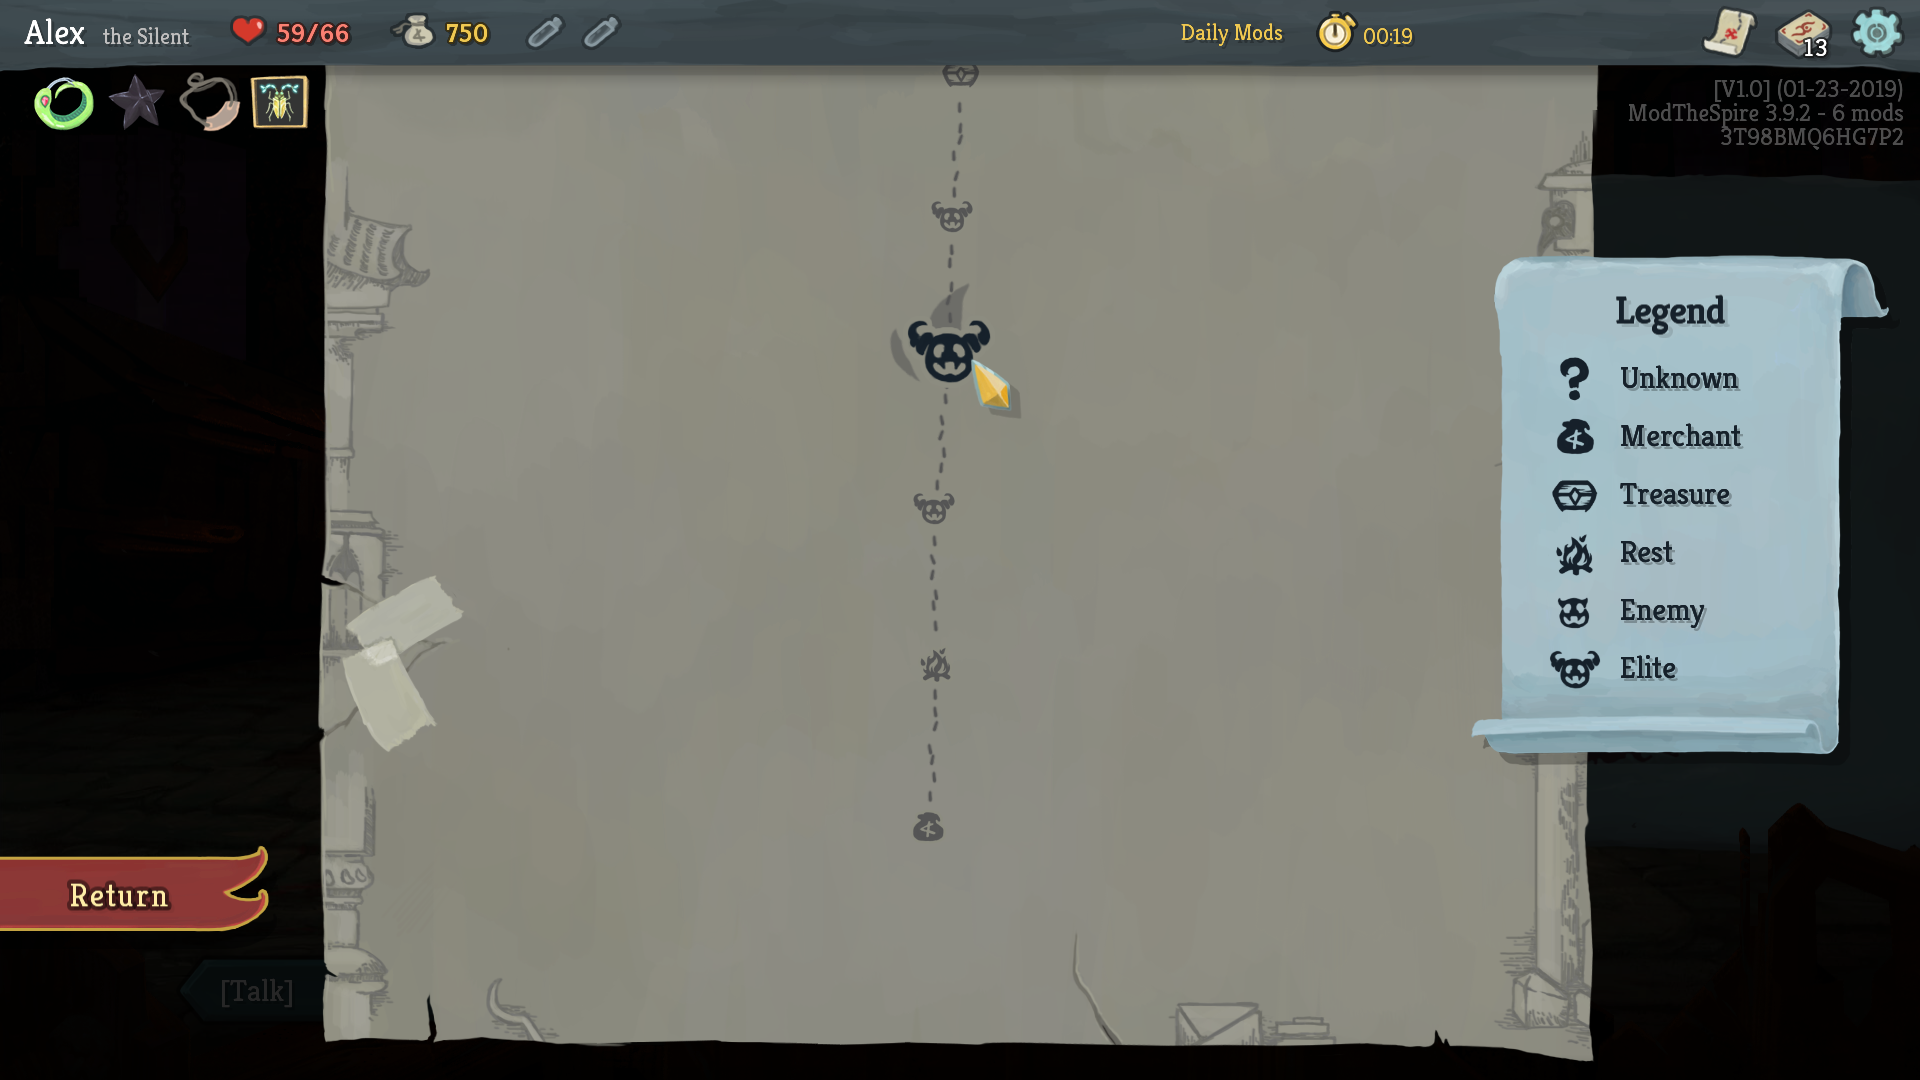 Alex the Silent 59/66 750 Daily Mods 00:19 13
[V1.0] (01-23-2019)
ModTheSpire 3.9.2 - 6 mods
3T98BMQ6HG7P2
Legend
Unknown
Merchant
Treasure
Rest
Enemy
Elite
Return
[Talk]